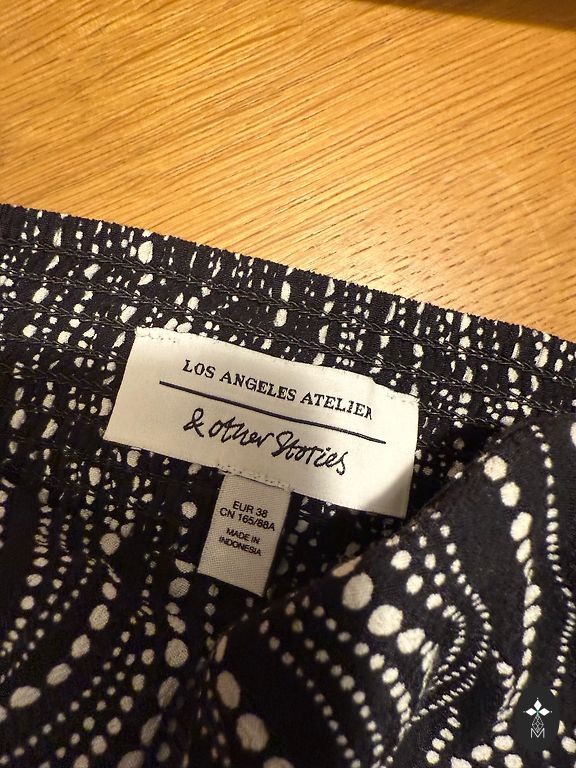 LOS ANGELES ATELIER
& other Stories
EUR 38
CN 165/88A
MADE IN
INDONESIA